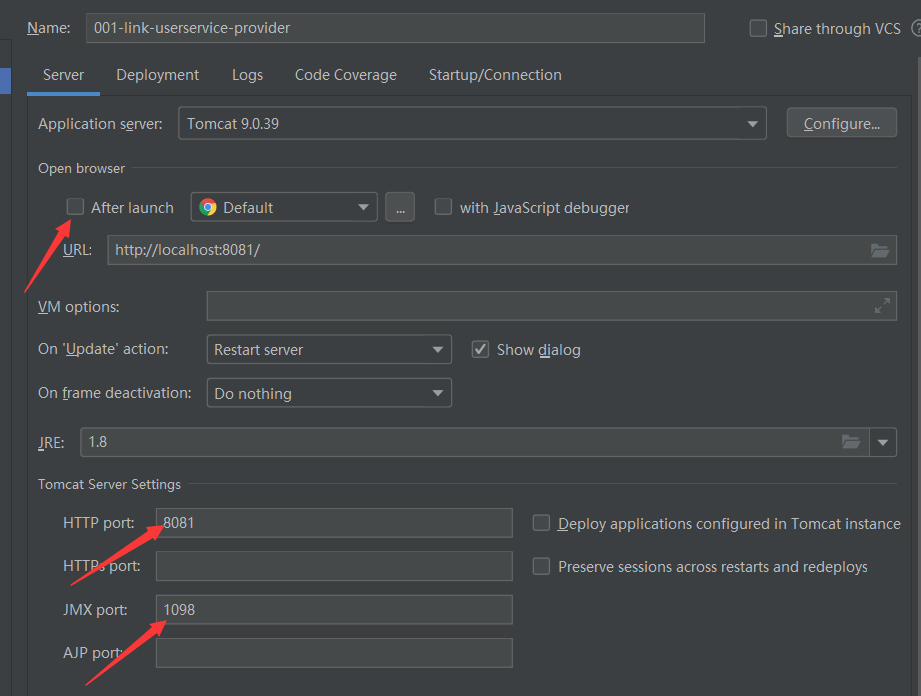 Name: 001-link-userservice-provider Share through VCS ?
Server Deployment Logs Code Coverage Startup/Connection
Application server: Tomcat 9.0.39 Configure...
Open browser
After launch Default ... with JavaScript debugger
URL: http://localhost:8081/
VM options:
On 'Update' action: Restart server Show dialog
On frame deactivation: Do nothing
JRE: 1.8
Tomcat Server Settings
HTTP port: 8081 Deploy applications configured in Tomcat instance
HTTPs port: Preserve sessions across restarts and redeploys
JMX port: 1098
AJP port: